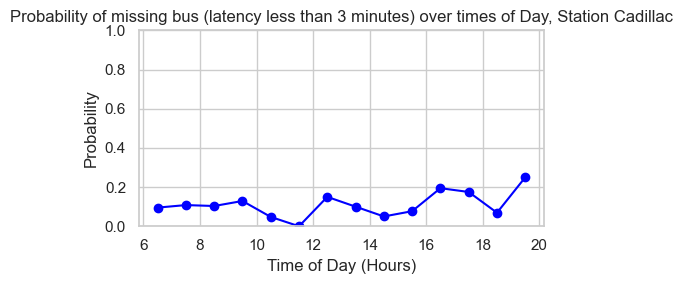 Probability of missing bus (latency less than 3 minutes) over times of Day, Station Cadillac
1.0
0.8
0.6
0.4
0.2
0.0
Probability
6 8 10 12 14 16 18 20
Time of Day (Hours)